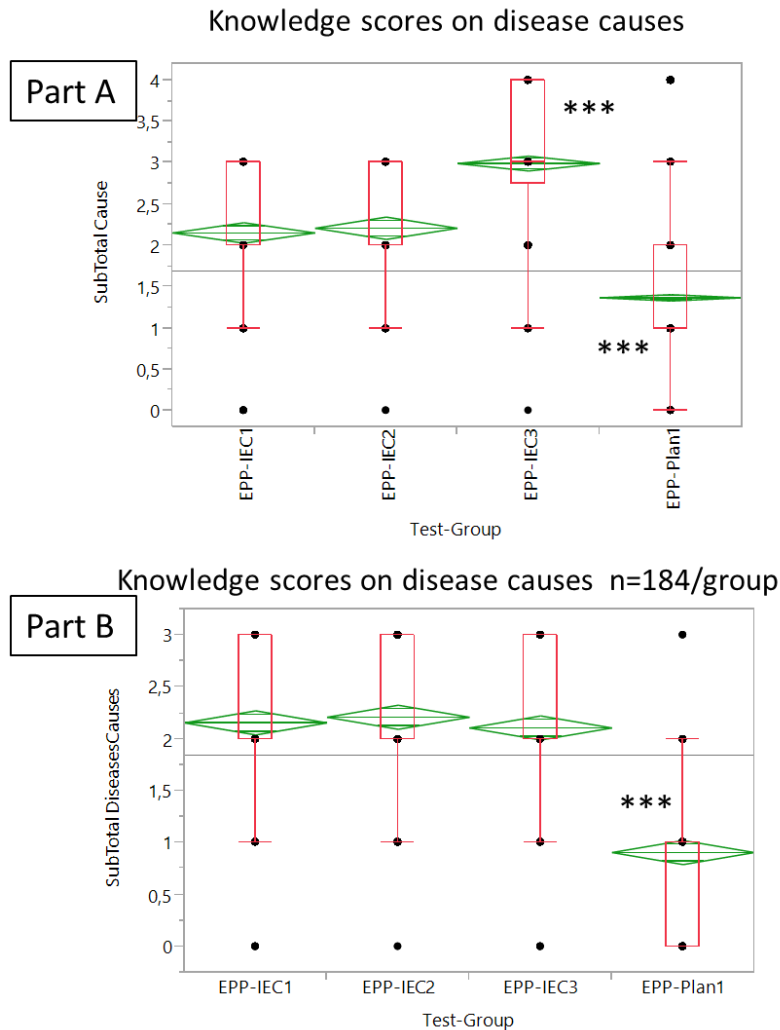 Knowledge scores on disease causes
Part A
4
3,5
3
2,5
2
1,5
1
0,5
0
SubTotal Cause
***
***
EPP-IEC1
EPP-IEC2
EPP-IEC3
EPP-Plan1
Test-Group
Knowledge scores on disease causes n=184/group
Part B
3
2,5
2
1,5
1
0,5
0
SubTotal DiseasesCauses
***
EPP-IEC1 EPP-IEC2 EPP-IEC3 EPP-Plan1
Test-Group